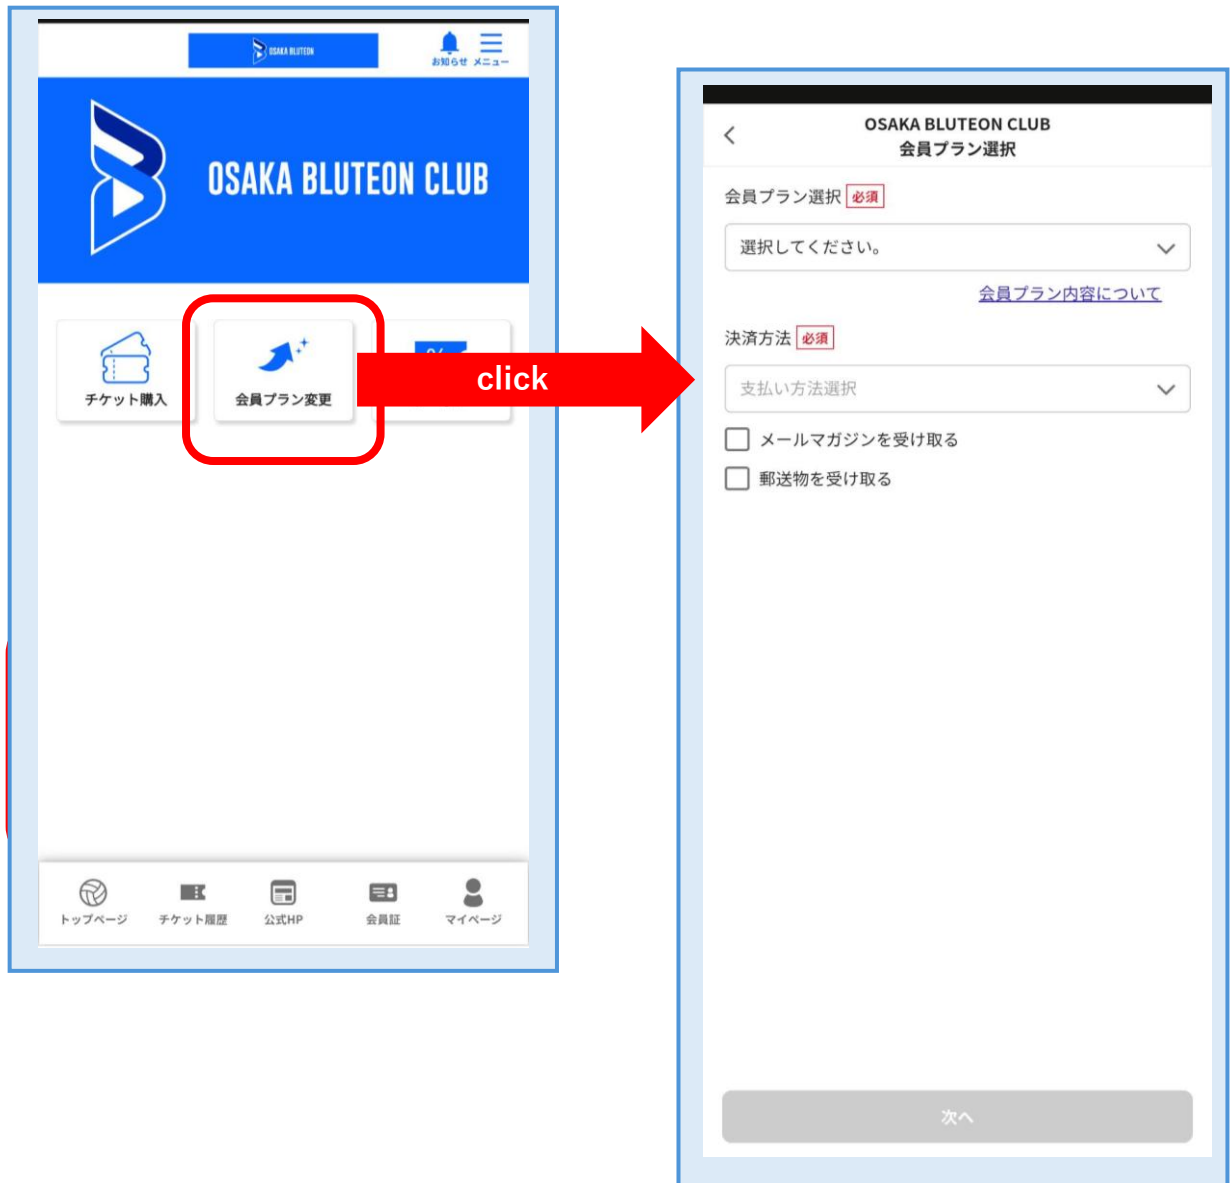 OSAKA BLUTEON
お知らせ メニュー
OSAKA BLUTEON CLUB
チケット購入
会員プラン変更
click
トップページ
チケット履歴
公式HP
会員証
マイページ
OSAKA BLUTEON CLUB
会員プラン選択
会員プラン選択 必須
選択してください。
会員プラン内容について
決済方法 必須
支払い方法選択
メールマガジンを受け取る
郵送物を受け取る
次へ